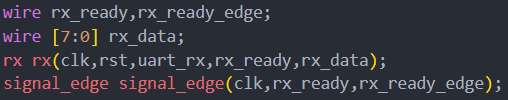 wire rx_ready,rx_ready_edge;
wire [7:0] rx_data;
rx rx(clk,rst,uart_rx,rx_ready,rx_data);
signal_edge signal_edge(clk,rx_ready,rx_ready_edge);